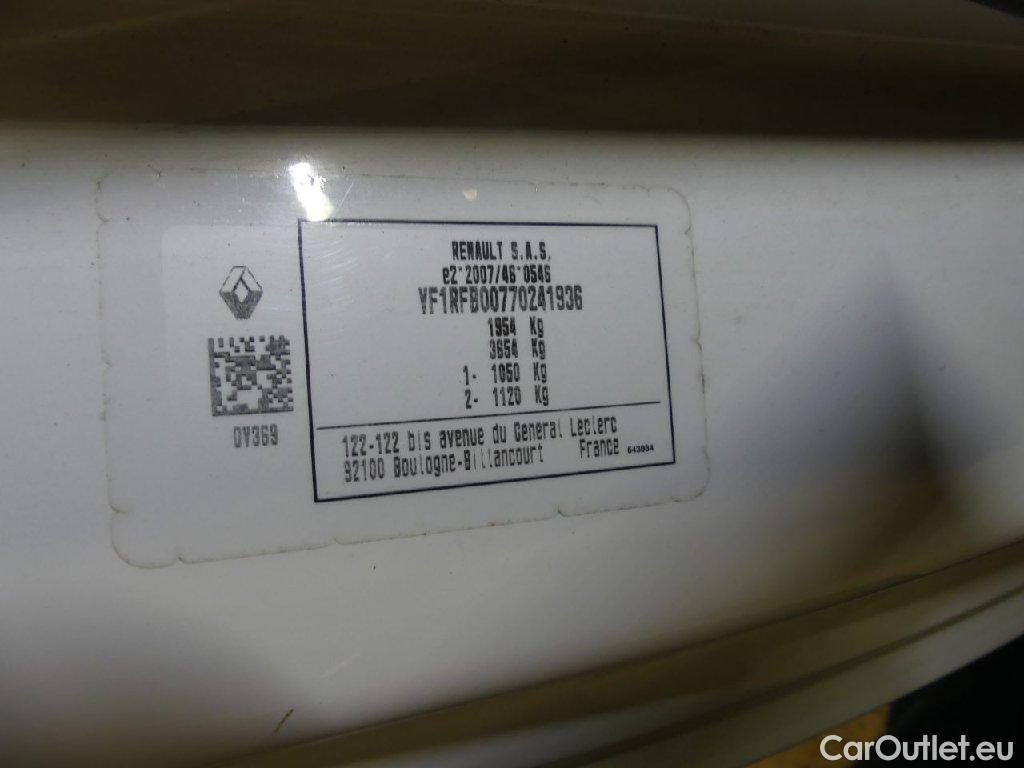 RENAULT S.A.S.
e2*2007/46*0546
VF1RFB00770241936
1954 Kg
3654 Kg
1- 1050 Kg
2- 1120 Kg
0V369
122-122 bis avenue du General Leclerc
92100 Boulogne-Billancourt France 643984
CarOutlet.eu